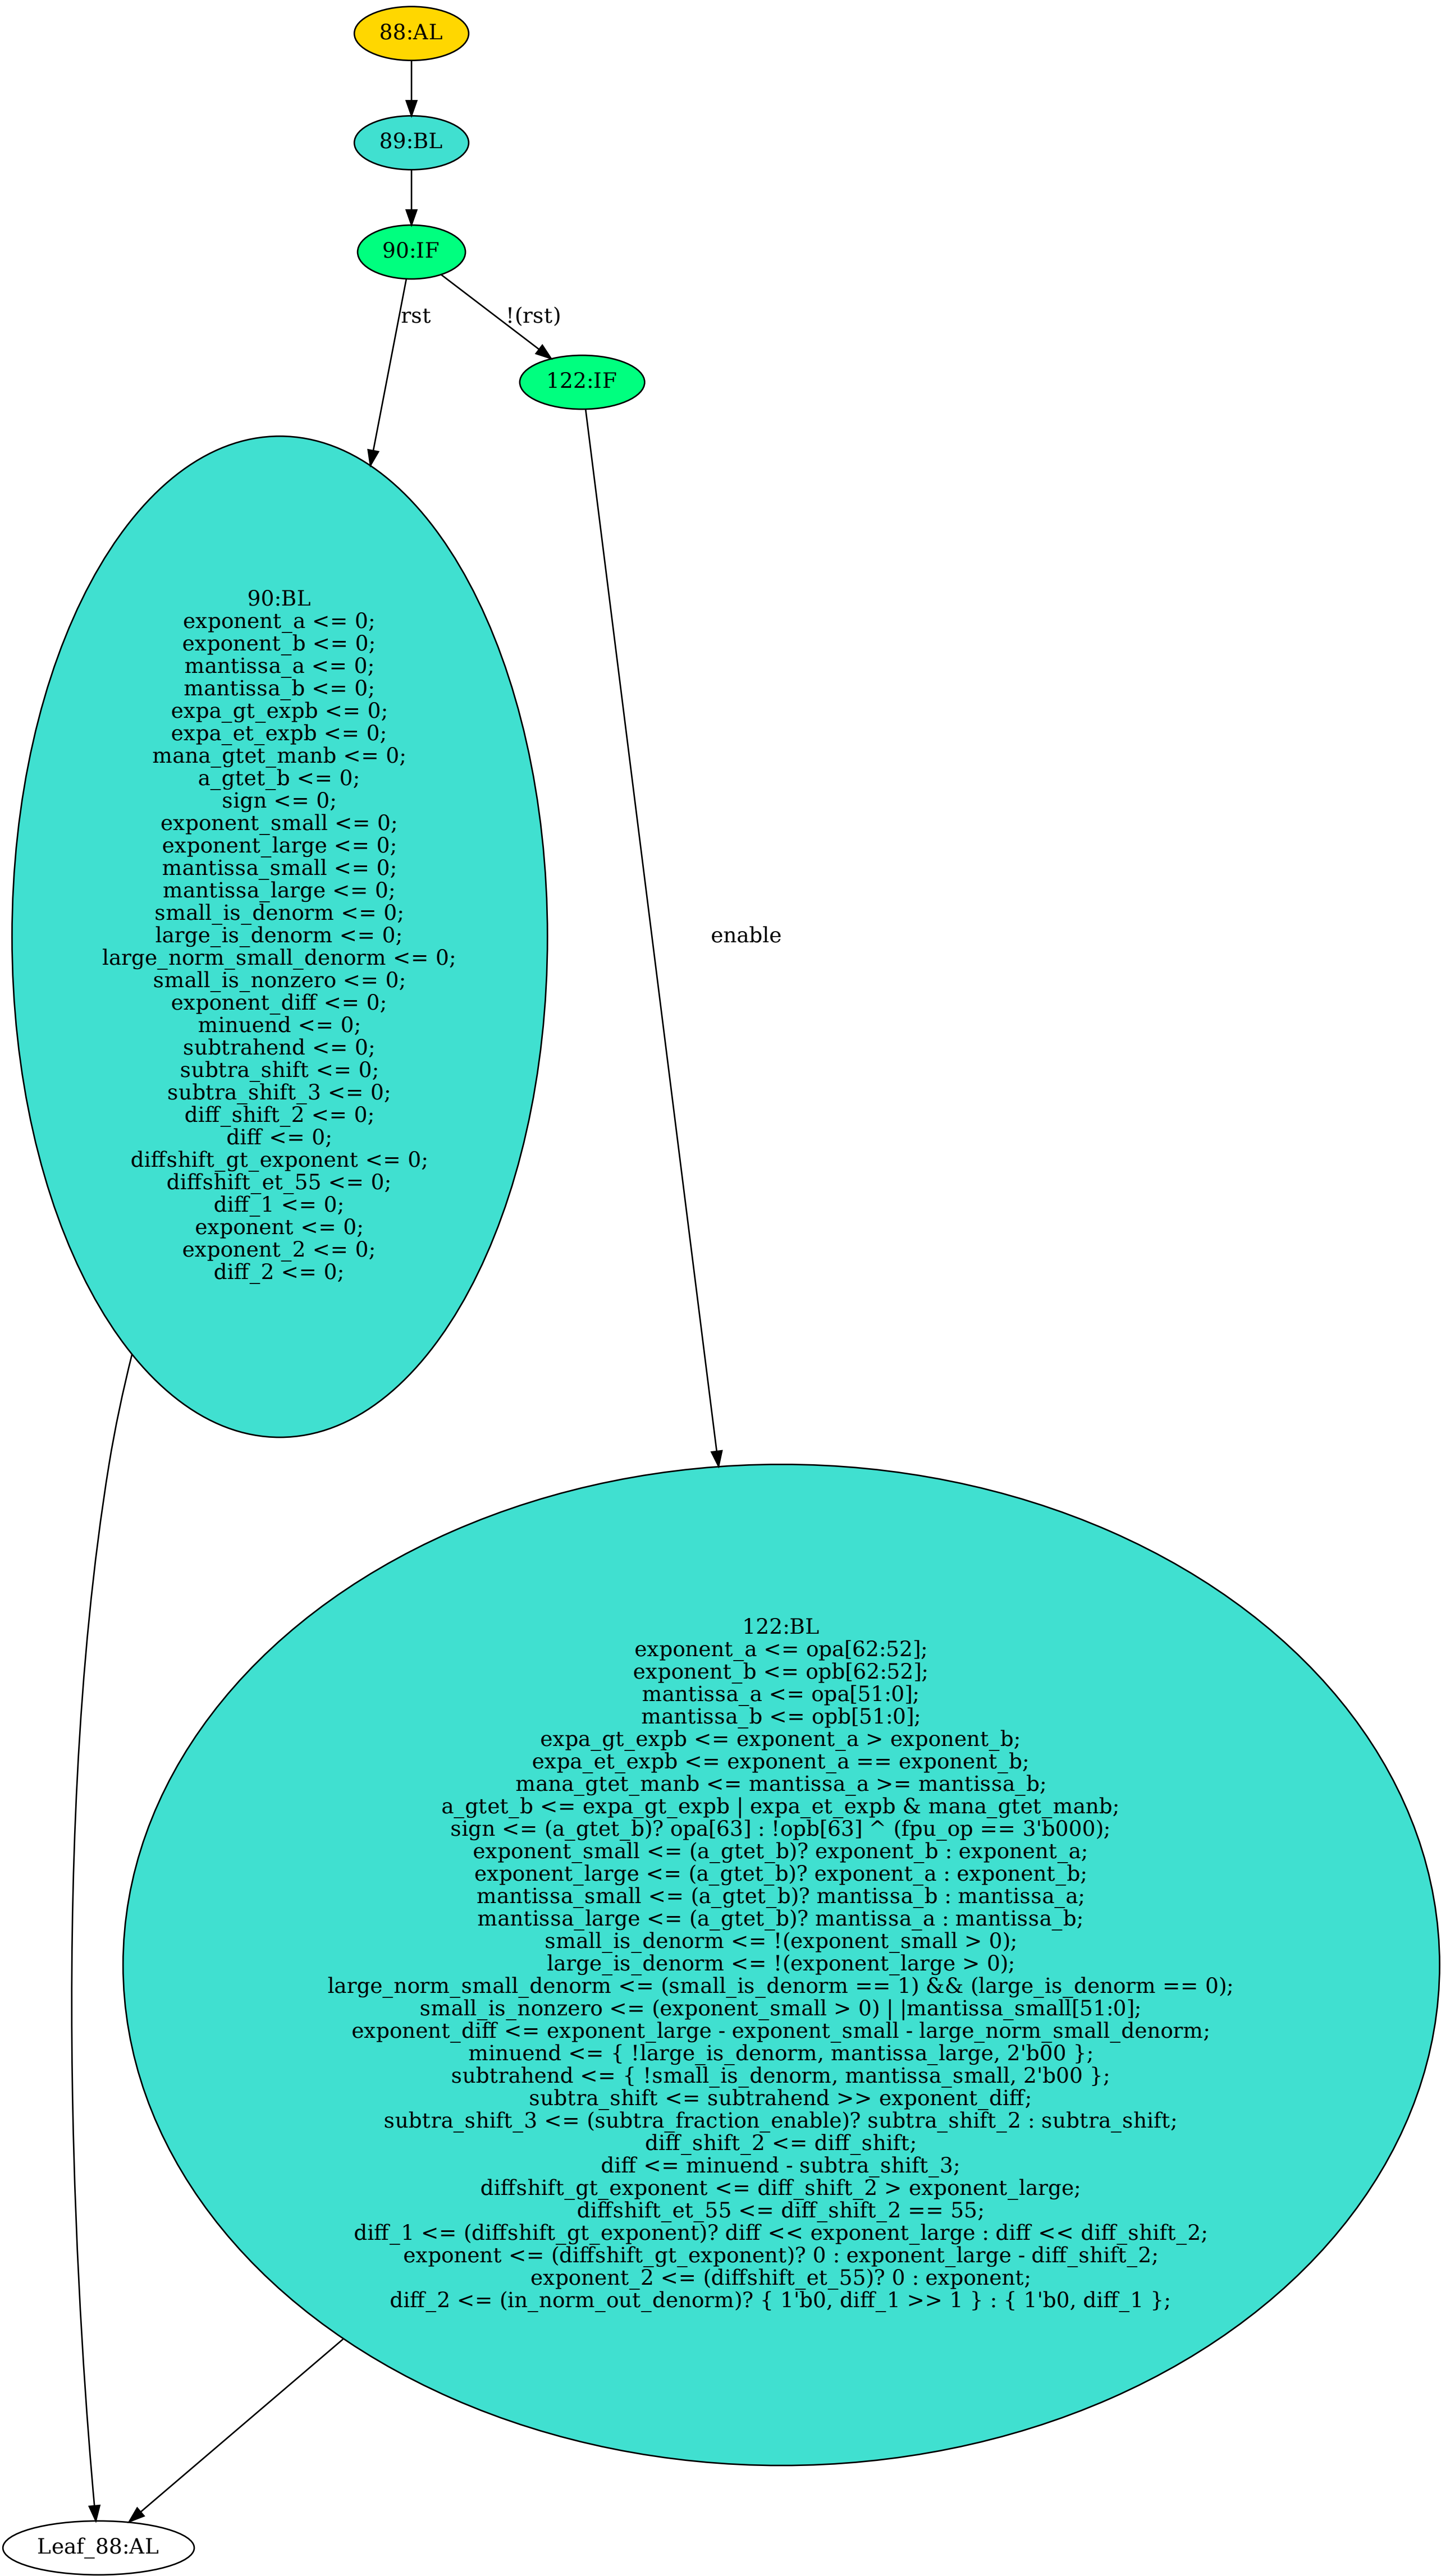 88:AL
89:BL
90:IF
rst
!(rst)
122:IF
90:BL
exponent_a <= 0;
exponent_b <= 0;
mantissa_a <= 0;
mantissa_b <= 0;
expa_gt_expb <= 0;
expa_et_expb <= 0;
mana_gtet_manb <= 0;
a_gtet_b <= 0;
sign <= 0;
exponent_small <= 0;
exponent_large <= 0;
mantissa_small <= 0;
mantissa_large <= 0;
small_is_denorm <= 0;
large_is_denorm <= 0;
large_norm_small_denorm <= 0;
small_is_nonzero <= 0;
exponent_diff <= 0;
minuend <= 0;
subtrahend <= 0;
subtra_shift <= 0;
subtra_shift_3 <= 0;
diff_shift_2 <= 0;
diff <= 0;
diffshift_gt_exponent <= 0;
diffshift_et_55 <= 0;
diff_1 <= 0;
exponent <= 0;
exponent_2 <= 0;
diff_2 <= 0;
enable
122:BL
exponent_a <= opa[62:52];
exponent_b <= opb[62:52];
mantissa_a <= opa[51:0];
mantissa_b <= opb[51:0];
expa_gt_expb <= exponent_a > exponent_b;
expa_et_expb <= exponent_a == exponent_b;
mana_gtet_manb <= mantissa_a >= mantissa_b;
a_gtet_b <= expa_gt_expb | expa_et_expb & mana_gtet_manb;
sign <= (a_gtet_b)? opa[63] : !opb[63] ^ (fpu_op == 3'b000);
exponent_small <= (a_gtet_b)? exponent_b : exponent_a;
exponent_large <= (a_gtet_b)? exponent_a : exponent_b;
mantissa_small <= (a_gtet_b)? mantissa_b : mantissa_a;
mantissa_large <= (a_gtet_b)? mantissa_a : mantissa_b;
small_is_denorm <= !(exponent_small > 0);
large_is_denorm <= !(exponent_large > 0);
large_norm_small_denorm <= (small_is_denorm == 1) && (large_is_denorm == 0);
small_is_nonzero <= (exponent_small > 0) | |mantissa_small[51:0];
exponent_diff <= exponent_large - exponent_small - large_norm_small_denorm;
minuend <= { !large_is_denorm, mantissa_large, 2'b00 };
subtrahend <= { !small_is_denorm, mantissa_small, 2'b00 };
subtra_shift <= subtrahend >> exponent_diff;
subtra_shift_3 <= (subtra_fraction_enable)? subtra_shift_2 : subtra_shift;
diff_shift_2 <= diff_shift;
diff <= minuend - subtra_shift_3;
diffshift_gt_exponent <= diff_shift_2 > exponent_large;
diffshift_et_55 <= diff_shift_2 == 55;
diff_1 <= (diffshift_gt_exponent)? diff << exponent_large : diff << diff_shift_2;
exponent <= (diffshift_gt_exponent)? 0 : exponent_large - diff_shift_2;
exponent_2 <= (diffshift_et_55)? 0 : exponent;
diff_2 <= (in_norm_out_denorm)? { 1'b0, diff_1 >> 1 } : { 1'b0, diff_1 };
Leaf_88:AL